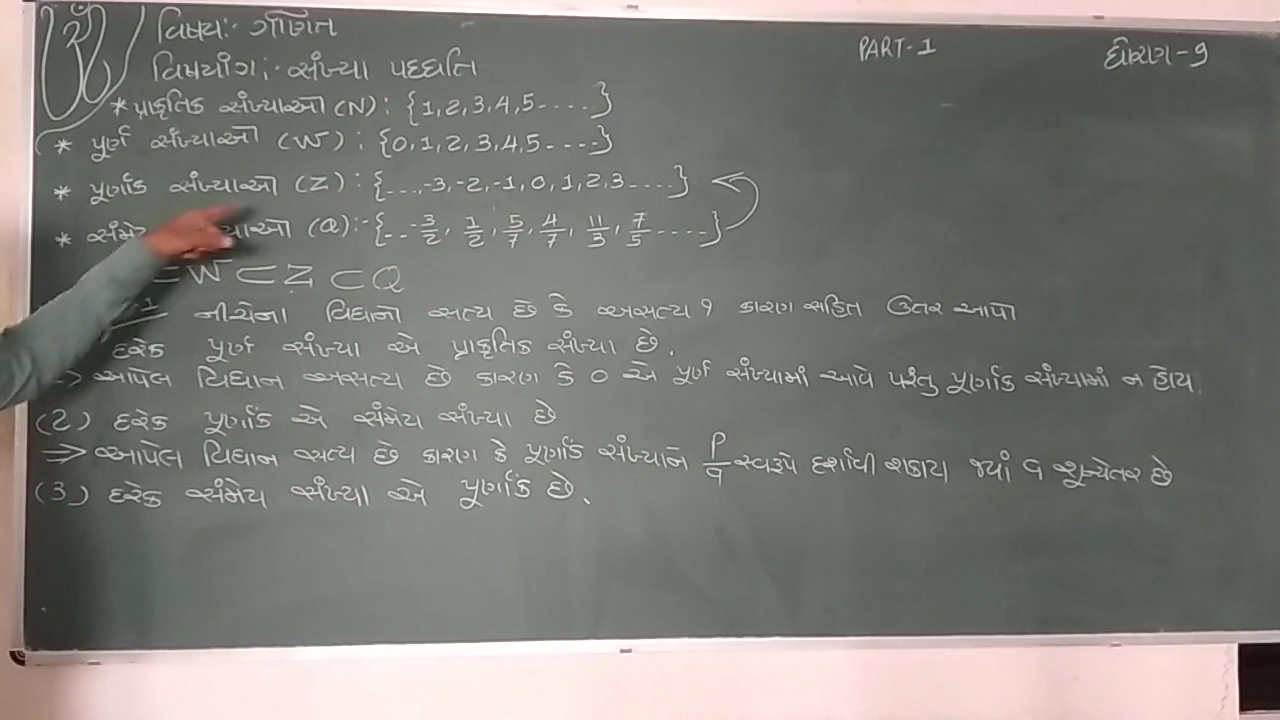 ૐ
વિષય:- ગણિત
PART-1
ધોરણ-9
વિષયાંગ:- સંખ્યા પદ્ધતિ
* પ્રાકૃતિક સંખ્યાઓ (N) : {1, 2, 3, 4, 5 ......}
* પૂર્ણ સંખ્યાઓ (W) : {0, 1, 2, 3, 4, 5 .....}
* પૂર્ણાંક સંખ્યાઓ (Z) : {...., -3, -2, -1, 0, 1, 2, 3 .....}
* (Q):- {.. -3/2, 1/2, 5/7, 4/7, 11/3, 7/5 .....}
⊂ W ⊂ Z ⊂ Q
નીચેના વિધાનો સત્ય છે કે અસત્ય ? કારણ સહિત ઉતર આપો
દરેક પૂર્ણ સંખ્યા એ પ્રાકૃતિક સંખ્યા છે.
આપેલ વિધાન અસત્ય છે કારણ કે 0 એ પૂર્ણ સંખ્યામાં આવે પરંતુ પૂર્ણાંક સંખ્યામાં ન હોય.
(2) દરેક પૂર્ણાંક એ સંમેય સંખ્યા છે
⇒ આપેલ વિધાન સત્ય છે કારણ કે પૂર્ણાંક સંખ્યાને P/q સ્વરૂપે દર્શાવી શકાય જ્યાં q શૂન્યેતર છે
(3) દરેક સંમેય સંખ્યા એ પૂર્ણાંક છે.